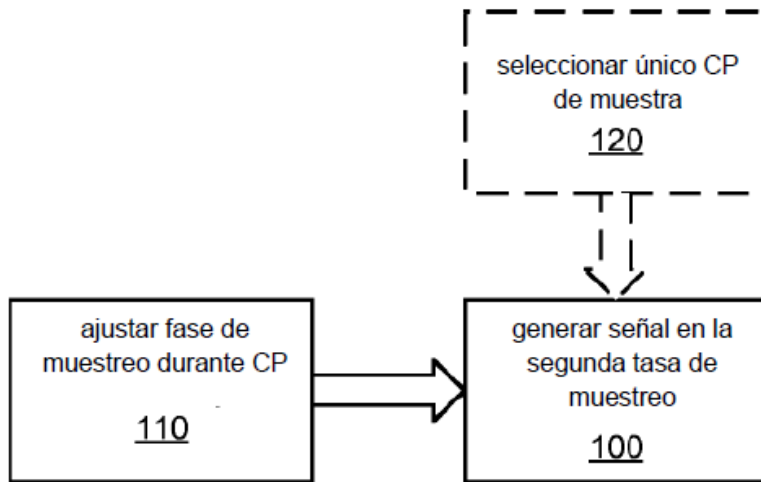 seleccionar único CP
de muestra
120
ajustar fase de
muestreo durante CP
110
generar señal en la
segunda tasa de
muestreo
100